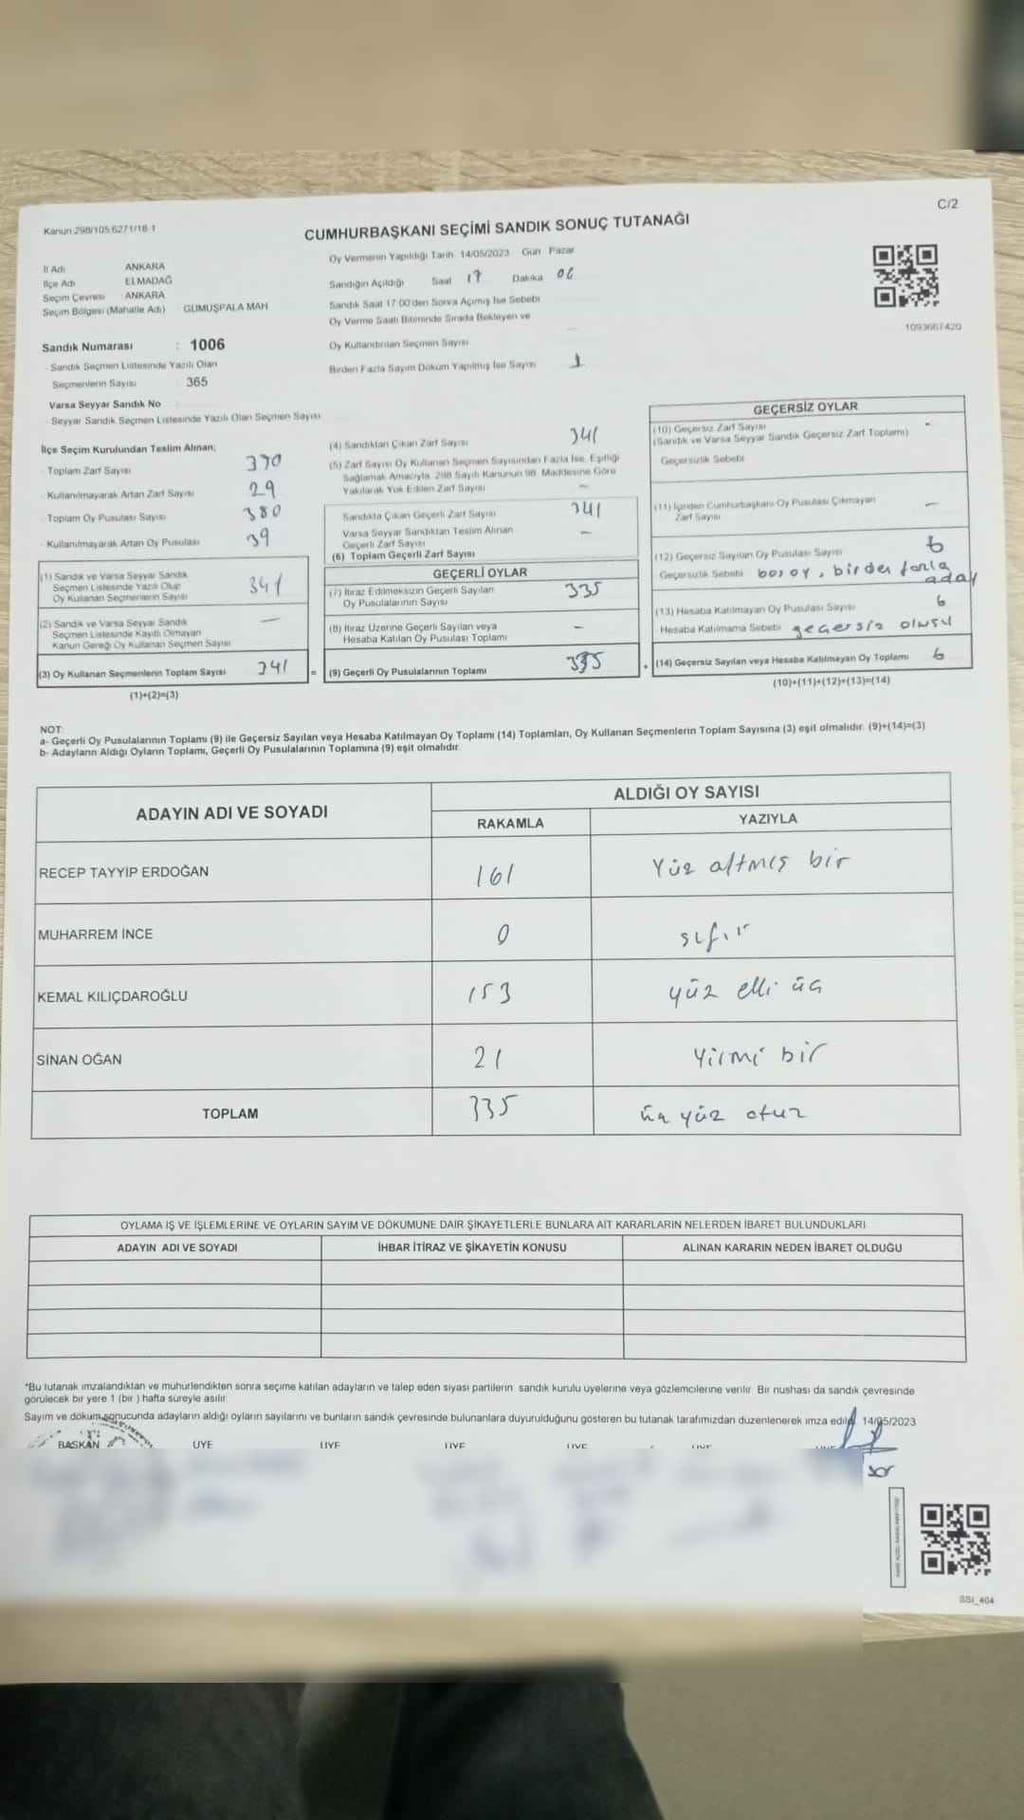 C/2
Kanun 298/105 6271/18-1
CUMHURBAŞKANI SEÇİMİ SANDIK SONUÇ TUTANAĞI
İl Adı ANKARA
İlçe Adı ELMADAĞ
Seçim Çevresi ANKARA
Seçim Bölgesi (Mahalle Adı) GÜMÜŞPALA MAH
Oy Vermenin Yapıldığı Tarih 14/05/2023 Gün Pazar
Sandığın Açıldığı Saat 17 Dakika 06
Sandık Saat 17:00'den Sonra Açılmış İse Sebebi
Oy Verme Saati Bitiminde Sırada Bekleyen ve
Oy Kullandırılan Seçmen Sayısı
Birden Fazla Sayım Döküm Yapılmış İse Sayısı 1
1093667420
Sandık Numarası : 1006
Sandık Seçmen Listesinde Yazılı Olan
Seçmenlerin Sayısı 365
Varsa Seyyar Sandık No
Seyyar Sandık Seçmen Listesinde Yazılı Olan Seçmen Sayısı
İlçe Seçim Kurulundan Teslim Alınan;
Toplam Zarf Sayısı 370
Kullanılmayarak Artan Zarf Sayısı 29
Toplam Oy Pusulası Sayısı 380
Kullanılmayarak Artan Oy Pusulası 39
(1) Sandık ve Varsa Seyyar Sandık
Seçmen Listesinde Yazılı Olup
Oy Kullanan Seçmenlerin Sayısı 341
(2) Sandık ve Varsa Seyyar Sandık
Seçmen Listesinde Kayıtlı Olmayan
Kanun Gereği Oy Kullanan Seçmen Sayısı —
(3) Oy Kullanan Seçmenlerin Toplam Sayısı 341
(1)+(2)=(3)
(4) Sandıktan Çıkan Zarf Sayısı 341
(5) Zarf Sayısı Oy Kullanan Seçmen Sayısından Fazla İse, Eşitliği
Sağlamak Amacıyla 298 Sayılı Kanunun 98. Maddesine Göre
Yakılarak Yok Edilen Zarf Sayısı —
Sandıkta Çıkan Geçerli Zarf Sayısı 341
Varsa Seyyar Sandıktan Teslim Alınan
Geçerli Zarf Sayısı —
(6) Toplam Geçerli Zarf Sayısı
GEÇERLİ OYLAR
(7) İtiraz Edilmeksizin Geçerli Sayılan
Oy Pusulalarının Sayısı 335
(8) İtiraz Üzerine Geçerli Sayılan veya
Hesaba Katılan Oy Pusulası Toplamı —
= (9) Geçerli Oy Pusulalarının Toplamı 335
GEÇERSİZ OYLAR
(10) Geçersiz Zarf Sayısı -
(Sandık ve Varsa Seyyar Sandık Geçersiz Zarf Toplamı)
Geçersizlik Sebebi
(11) İçinden Cumhurbaşkanı Oy Pusulası Çıkmayan
Zarf Sayısı —
(12) Geçersiz Sayılan Oy Pusulası Sayısı 6
Geçersizlik Sebebi boş oy, birden fazla
aday
(13) Hesaba Katılmayan Oy Pusulası Sayısı 6
Hesaba Katılmama Sebebi geçersiz oluşu
+ (14) Geçersiz Sayılan veya Hesaba Katılmayan Oy Toplamı 6
(10)+(11)+(12)+(13)=(14)
NOT:
a- Geçerli Oy Pusulalarının Toplamı (9) ile Geçersiz Sayılan veya Hesaba Katılmayan Oy Toplamı (14) Toplamları, Oy Kullanan Seçmenlerin Toplam Sayısına (3) eşit olmalıdır. (9)+(14)=(3)
b- Adayların Aldığı Oyların Toplamı, Geçerli Oy Pusulalarının Toplamına (9) eşit olmalıdır.
ADAYIN ADI VE SOYADI
ALDIĞI OY SAYISI
RAKAMLA YAZIYLA
RECEP TAYYİP ERDOĞAN 161 Yüz altmış bir
MUHARREM İNCE 0 sıfır
KEMAL KILIÇDAROĞLU 153 yüz elli üç
SİNAN OĞAN 21 Yirmi bir
TOPLAM 335 üç yüz otuz
OYLAMA İŞ VE İŞLEMLERİNE VE OYLARIN SAYIM VE DÖKÜMÜNE DAİR ŞİKAYETLERLE BUNLARA AİT KARARLARIN NELERDEN İBARET BULUNDUKLARI
ADAYIN ADI VE SOYADI İHBAR İTİRAZ VE ŞİKAYETİN KONUSU ALINAN KARARIN NEDEN İBARET OLDUĞU
*Bu tutanak imzalandıktan ve mühürlendikten sonra seçime katılan adayların ve talep eden siyasi partilerin sandık kurulu üyelerine veya gözlemcilerine verilir. Bir nushası da sandık çevresinde
görülecek bir yere 1 (bir ) hafta süreyle asılır.
Sayım ve döküm sonucunda adayların aldığı oyların sayılarını ve bunların sandık çevresinde bulunanlara duyurulduğunu gösteren bu tutanak tarafımızdan düzenlenerek imza edildi. 14/05/2023
BAŞKAN ÜYE ÜYE ÜYE ÜYE
SSI_404